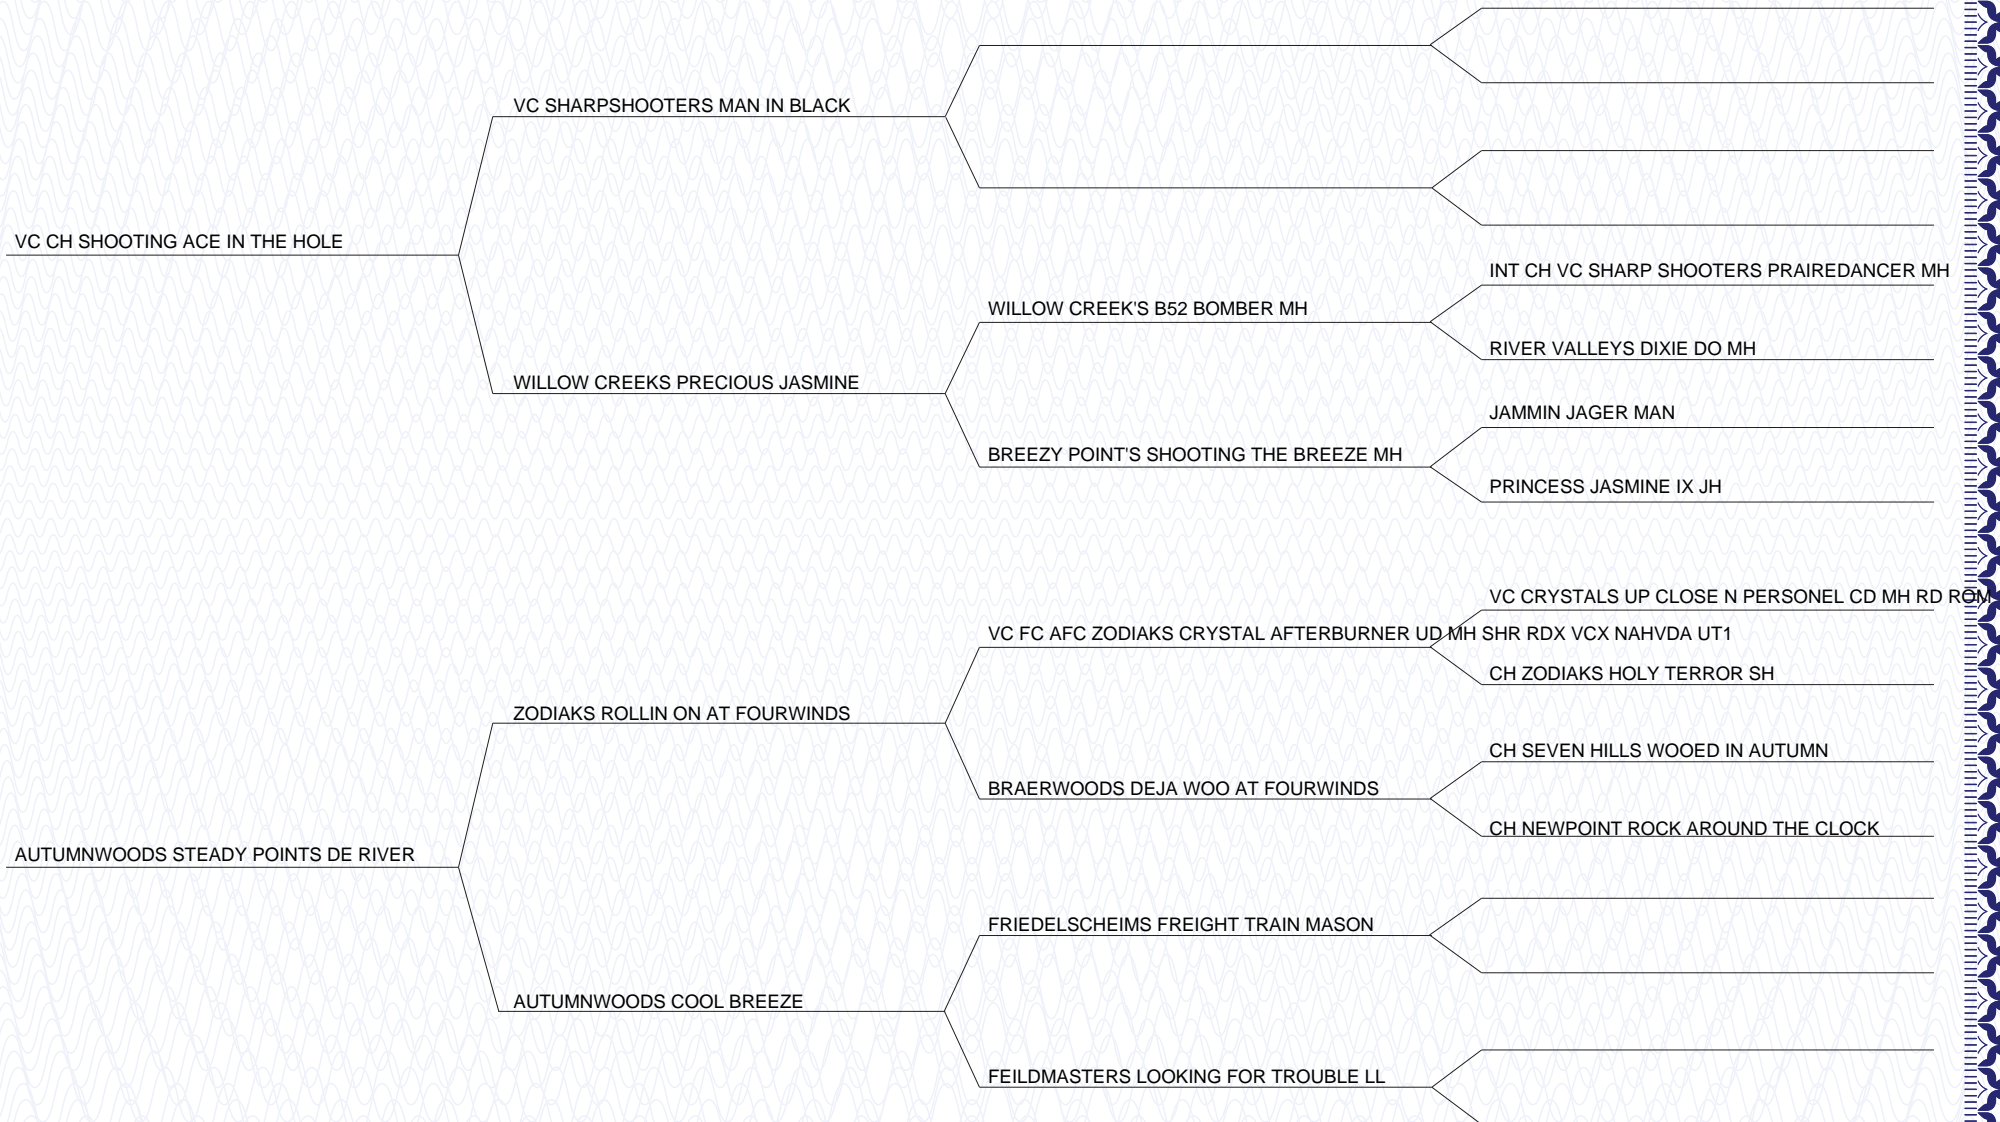 VC SHARPSHOOTERS MAN IN BLACK
VC CH SHOOTING ACE IN THE HOLE
INT CH VC SHARP SHOOTERS PRAIREDANCER MH
WILLOW CREEK'S B52 BOMBER MH
RIVER VALLEYS DIXIE DO MH
WILLOW CREEKS PRECIOUS JASMINE
JAMMIN JAGER MAN
BREEZY POINT'S SHOOTING THE BREEZE MH
PRINCESS JASMINE IX JH
VC CRYSTALS UP CLOSE N PERSONEL CD MH RD ROM
VC FC AFC ZODIAKS CRYSTAL AFTERBURNER UD MH SHR RDX VCX NAHVDA UT1
CH ZODIAKS HOLY TERROR SH
ZODIAKS ROLLIN ON AT FOURWINDS
CH SEVEN HILLS WOOED IN AUTUMN
BRAERWOODS DEJA WOO AT FOURWINDS
CH NEWPOINT ROCK AROUND THE CLOCK
AUTUMNWOODS STEADY POINTS DE RIVER
FRIEDELSCHEIMS FREIGHT TRAIN MASON
AUTUMNWOODS COOL BREEZE
FEILDMASTERS LOOKING FOR TROUBLE LL